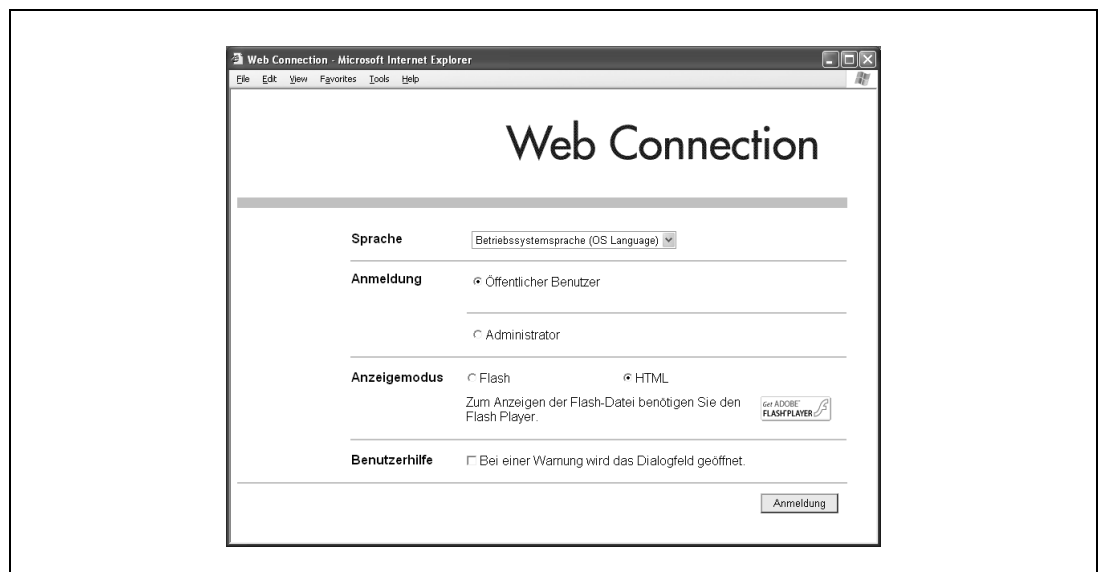 Web Connection - Microsoft Internet Explorer
File Edit View Favorites Tools Help
Web Connection
Sprache Betriebssystemsprache (OS Language)
Anmeldung Öffentlicher Benutzer
Administrator
Anzeigemodus Flash HTML
Zum Anzeigen der Flash-Datei benötigen Sie den
Flash Player.
Get ADOBE®
FLASH® PLAYER
Benutzerhilfe Bei einer Warnung wird das Dialogfeld geöffnet.
Anmeldung